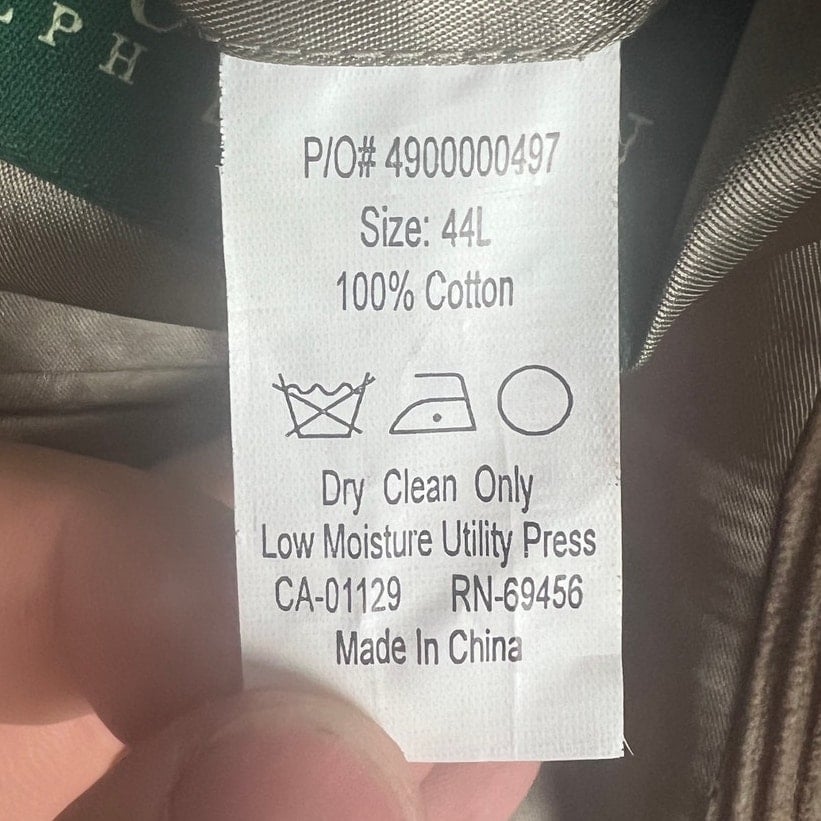 LPH
P/O# 4900000497
Size: 44L
100% Cotton
Dry Clean Only
Low Moisture Utility Press
CA-01129 RN-69456
Made In China